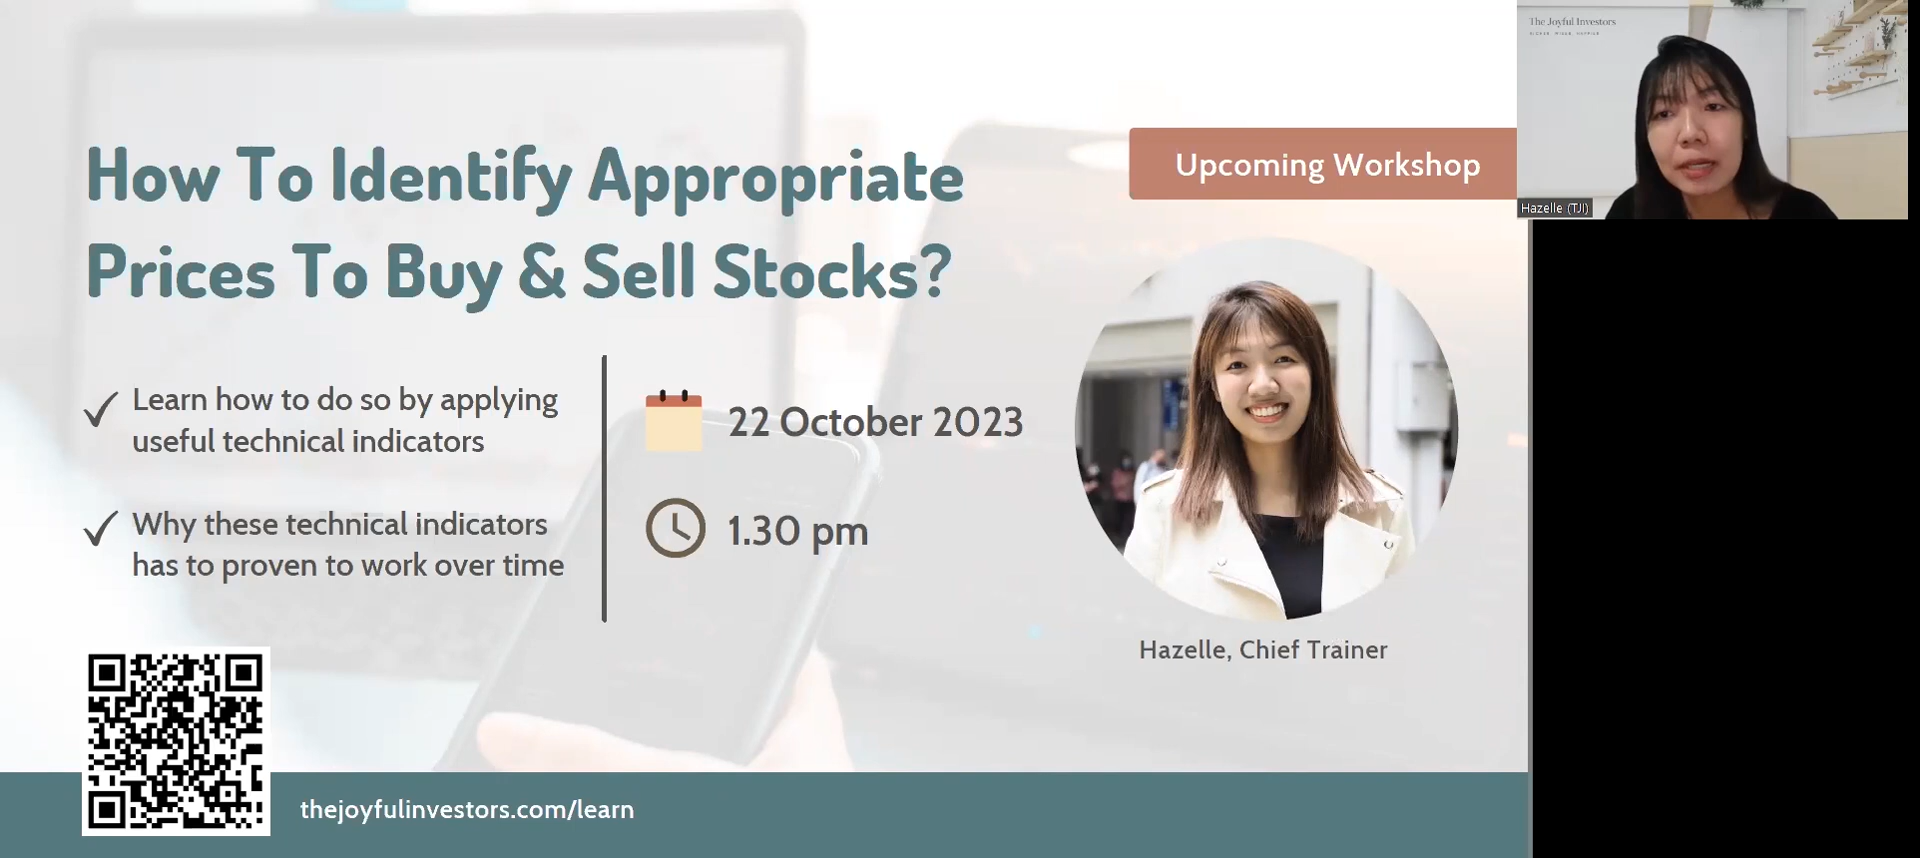 How To Identify Appropriate
Prices To Buy & Sell Stocks?
Learn how to do so by applying
useful technical indicators
Why these technical indicators
has to proven to work over time
22 October 2023
1.30 pm
Upcoming Workshop
Hazelle, Chief Trainer
thejoyfulinvestors.com/learn
The Joyful Investors
Hazelle (TJI)